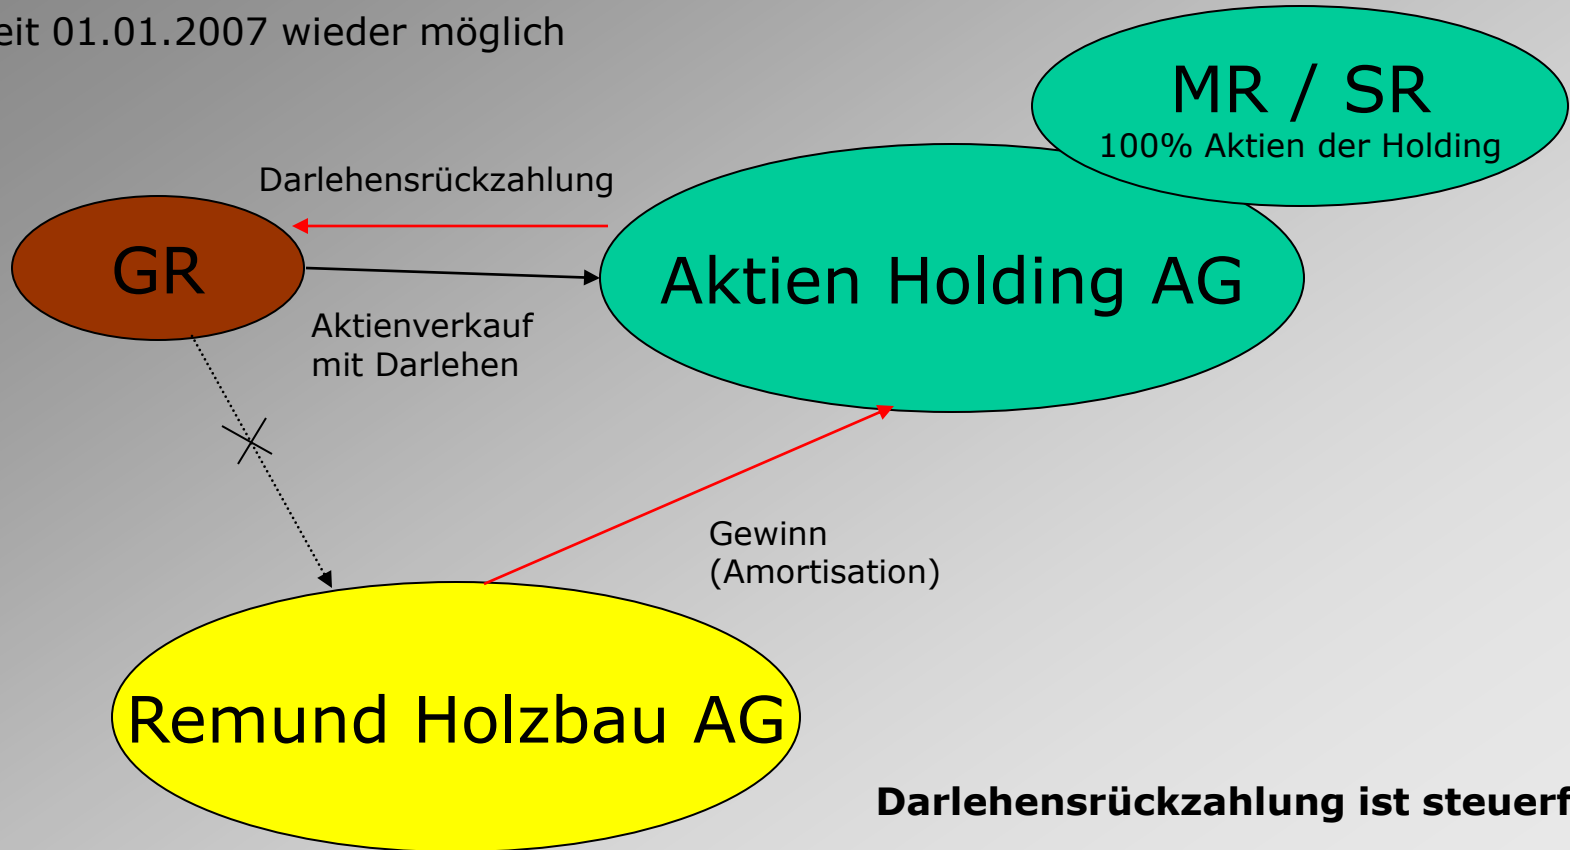 eit 01.01.2007 wieder möglich
MR / SR
100% Aktien der Holding
Darlehensrückzahlung
GR
Aktien Holding AG
Aktienverkauf
mit Darlehen
Gewinn
(Amortisation)
Remund Holzbau AG
Darlehensrückzahlung ist steuerf